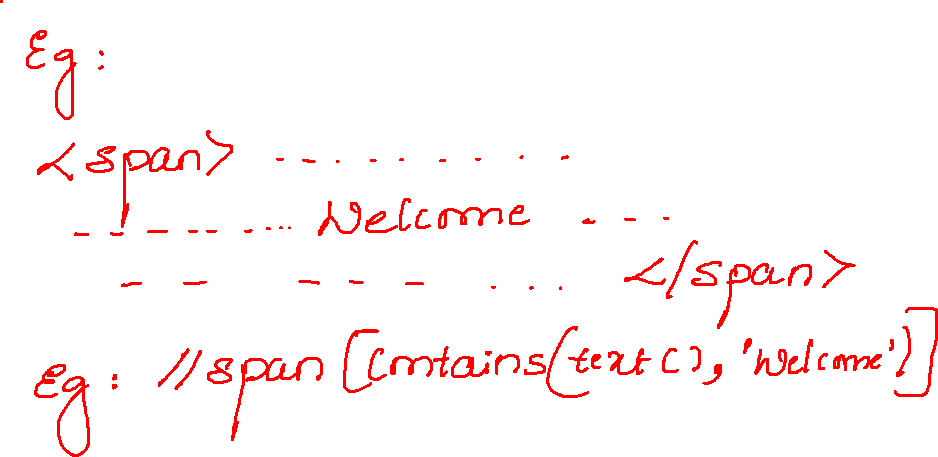 Eg:
<span> - - - - - - - - -
- - - - - - .... Welcome - - -
- - - - - . . . </span>
Eg: //span[contains(text(), 'Welcome')]